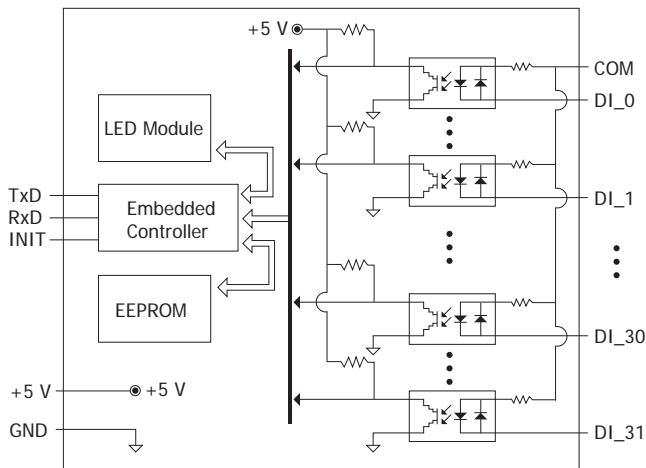 +5 V
COM
DI_0
LED Module
DI_1
TxD
RxD
INIT
Embedded
Controller
EEPROM
DI_30
+5 V
+5 V
GND
DI_31